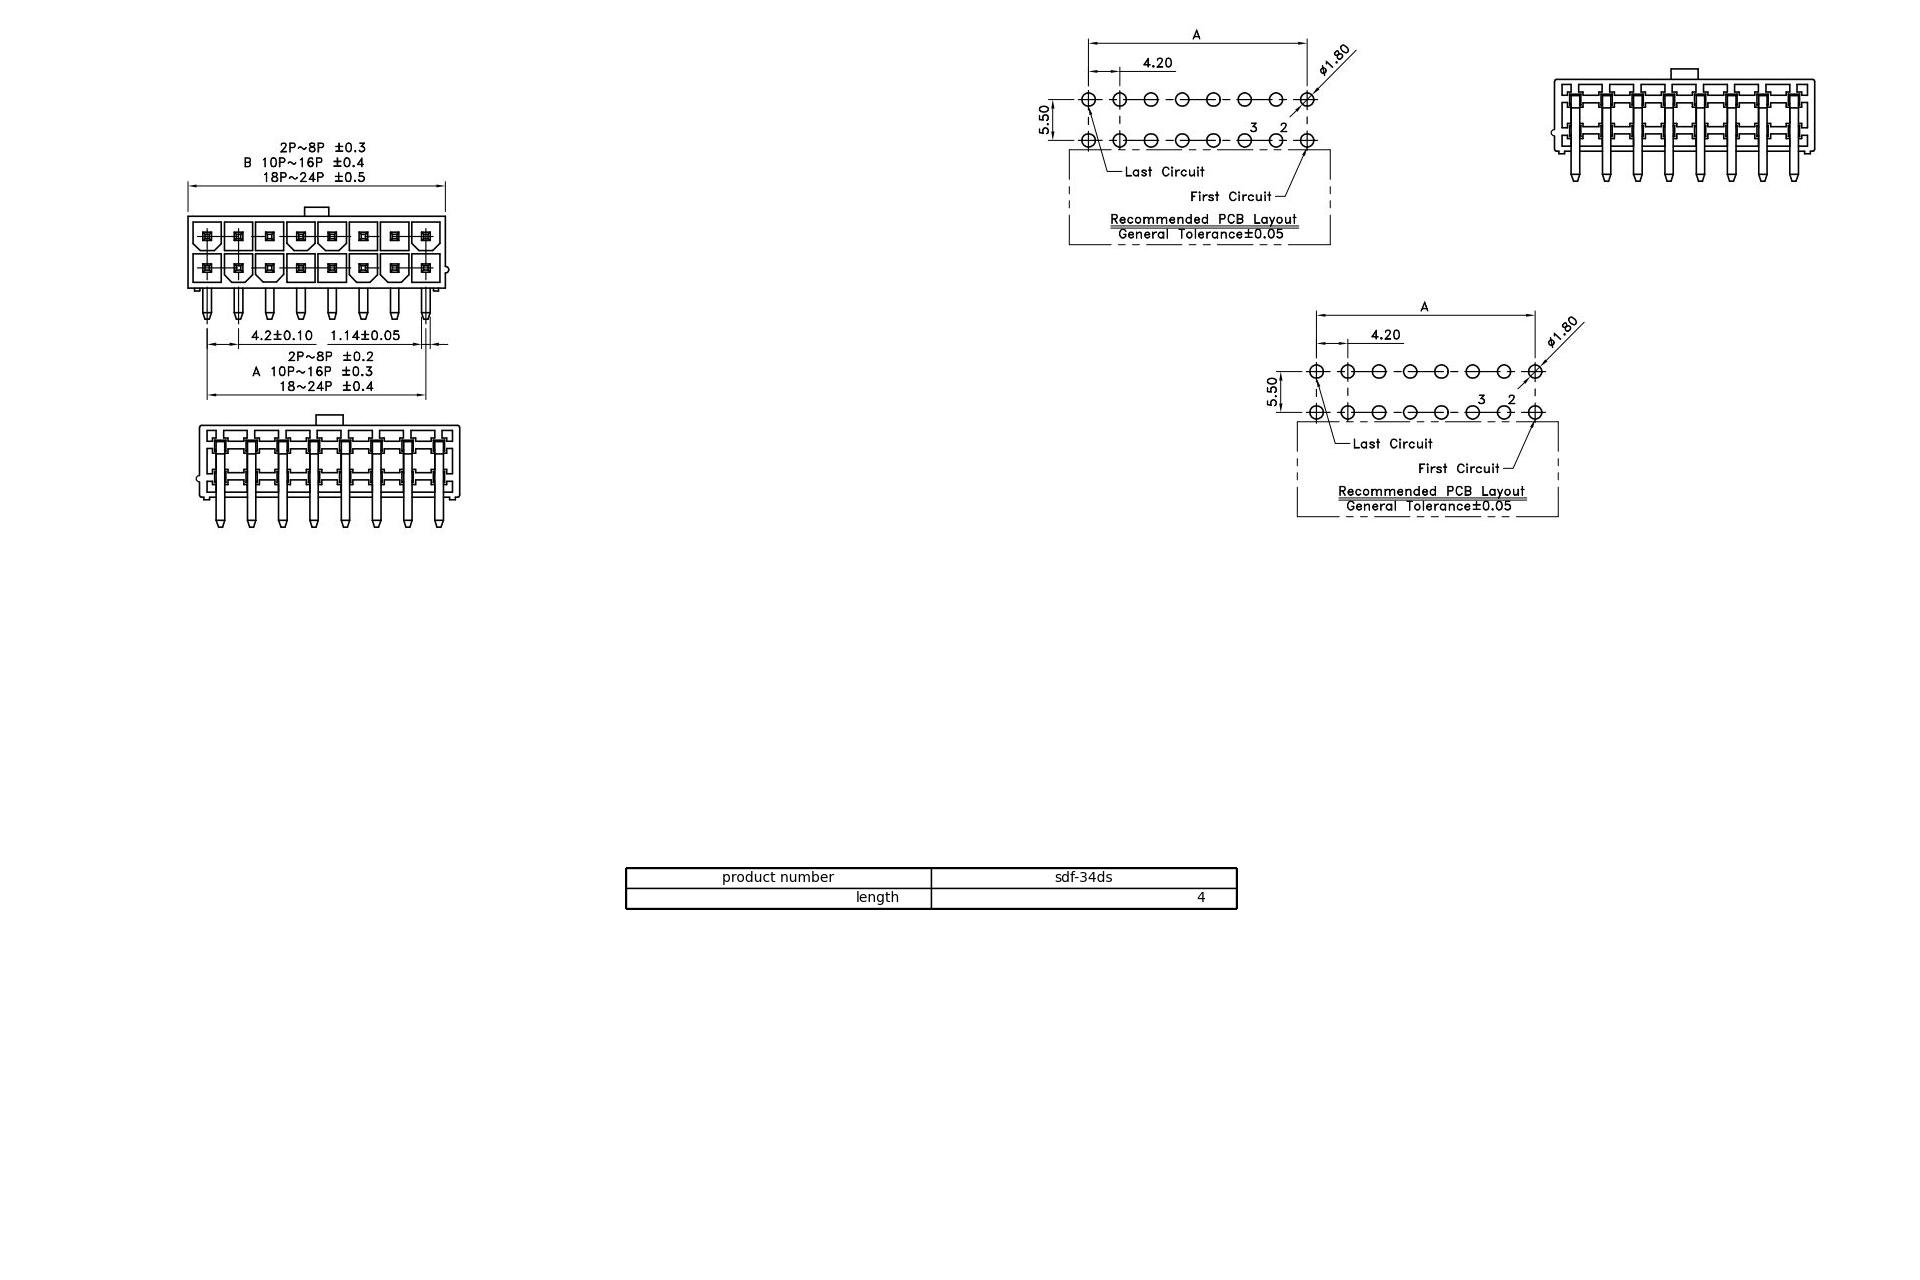 2P~8P ±0.3
B 10P~16P ±0.4
18P~24P ±0.5
4.2±0.10
1.14±0.05
2P~8P ±0.2
A 10P~16P ±0.3
18~24P ±0.4
A
4.20
ø1.80
5.50
3 2
Last Circuit
First Circuit
Recommended PCB Layout
General Tolerance±0.05
A
4.20
ø1.80
5.50
3 2
Last Circuit
First Circuit
Recommended PCB Layout
General Tolerance±0.05
product number sdf-34ds
length 4